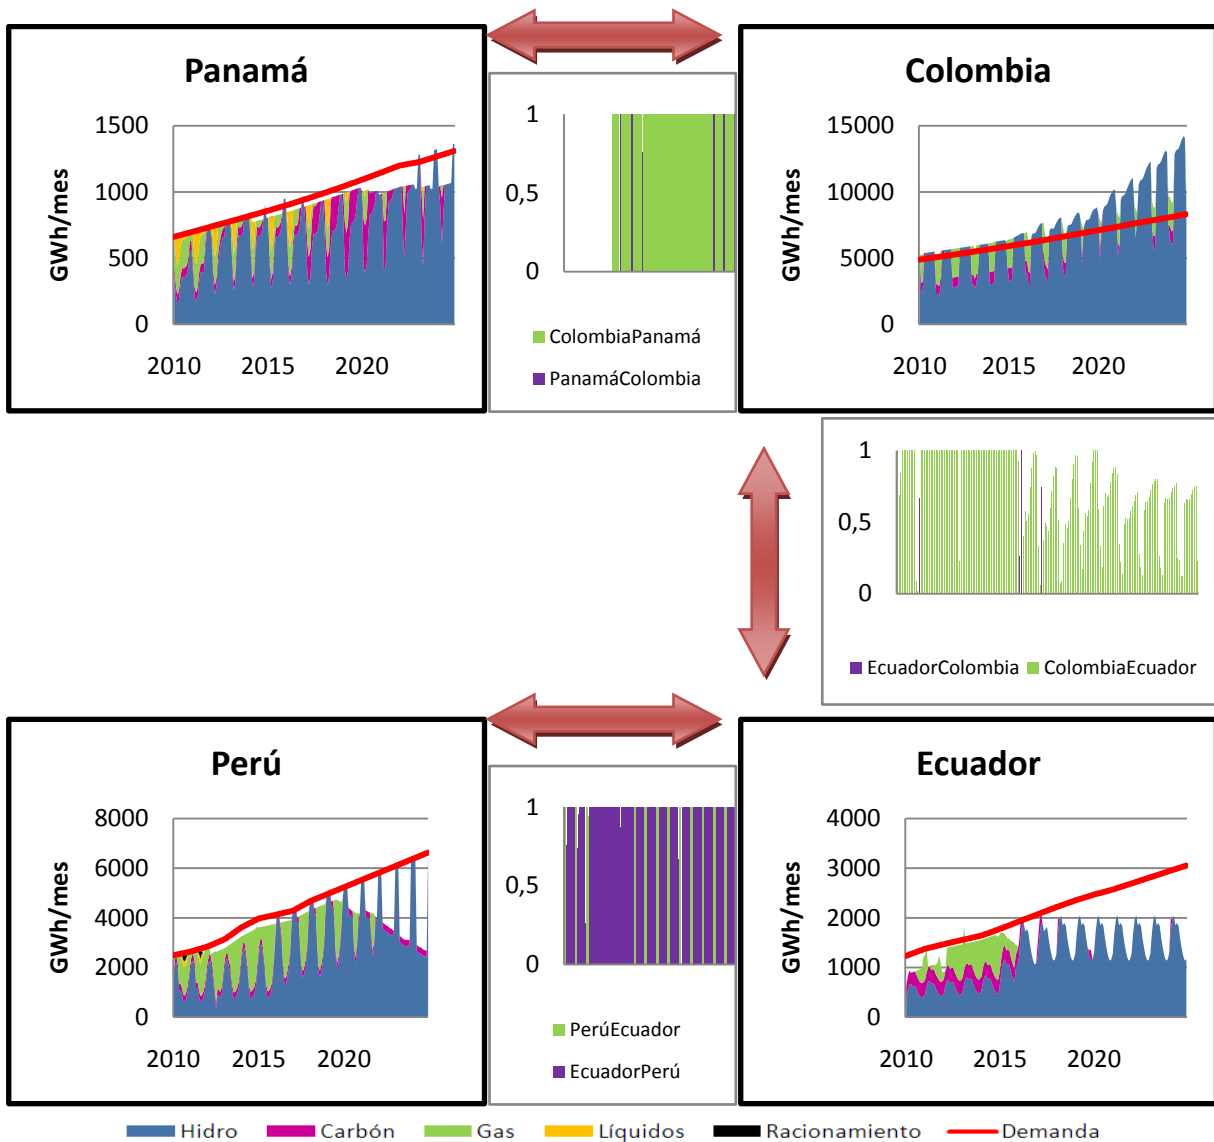 Panamá
GWh/mes
1500
1000
500
0
2010 2015 2020
1
0,5
0
ColombiaPanamá
PanamáColombia
Colombia
GWh/mes
15000
10000
5000
0
2010 2015 2020
1
0,5
0
EcuadorColombia ColombiaEcuador
Perú
GWh/mes
8000
6000
4000
2000
0
2010 2015 2020
1
0,5
0
PerúEcuador
EcuadorPerú
Ecuador
GWh/mes
4000
3000
2000
1000
0
2010 2015 2020
Hidro Carbón Gas Líquidos Racionamiento Demanda